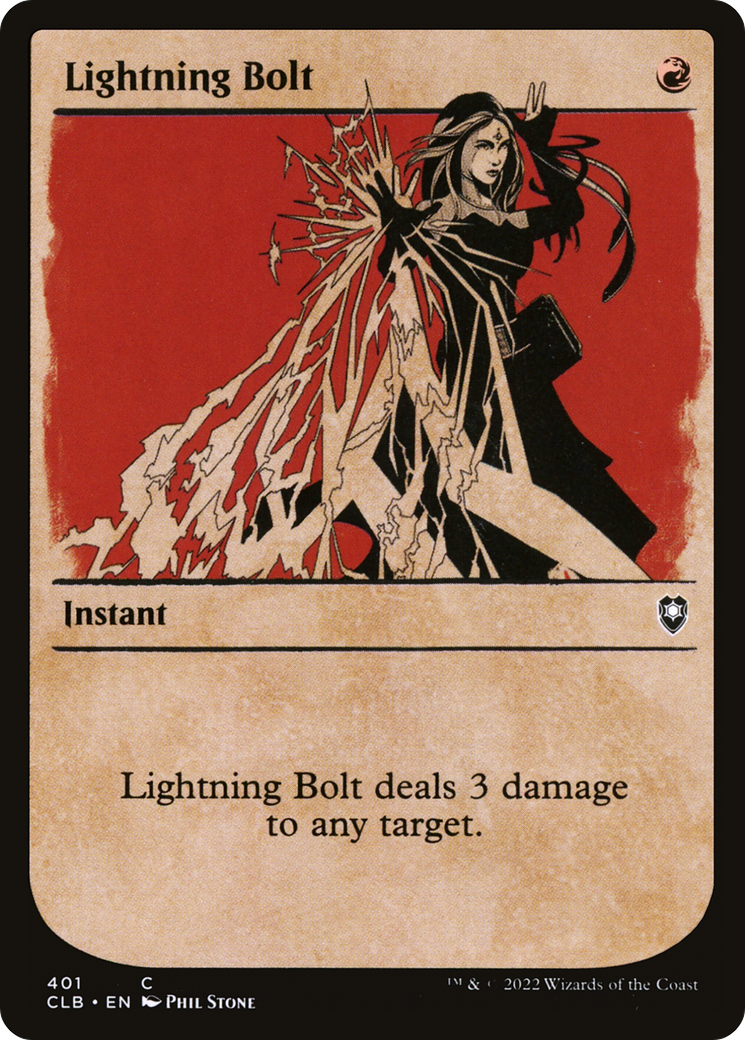 Lightning Bolt
Instant
Lightning Bolt deals 3 damage
to any target.
401 C
CLB • EN Phil Stone
™ & © 2022 Wizards of the Coast